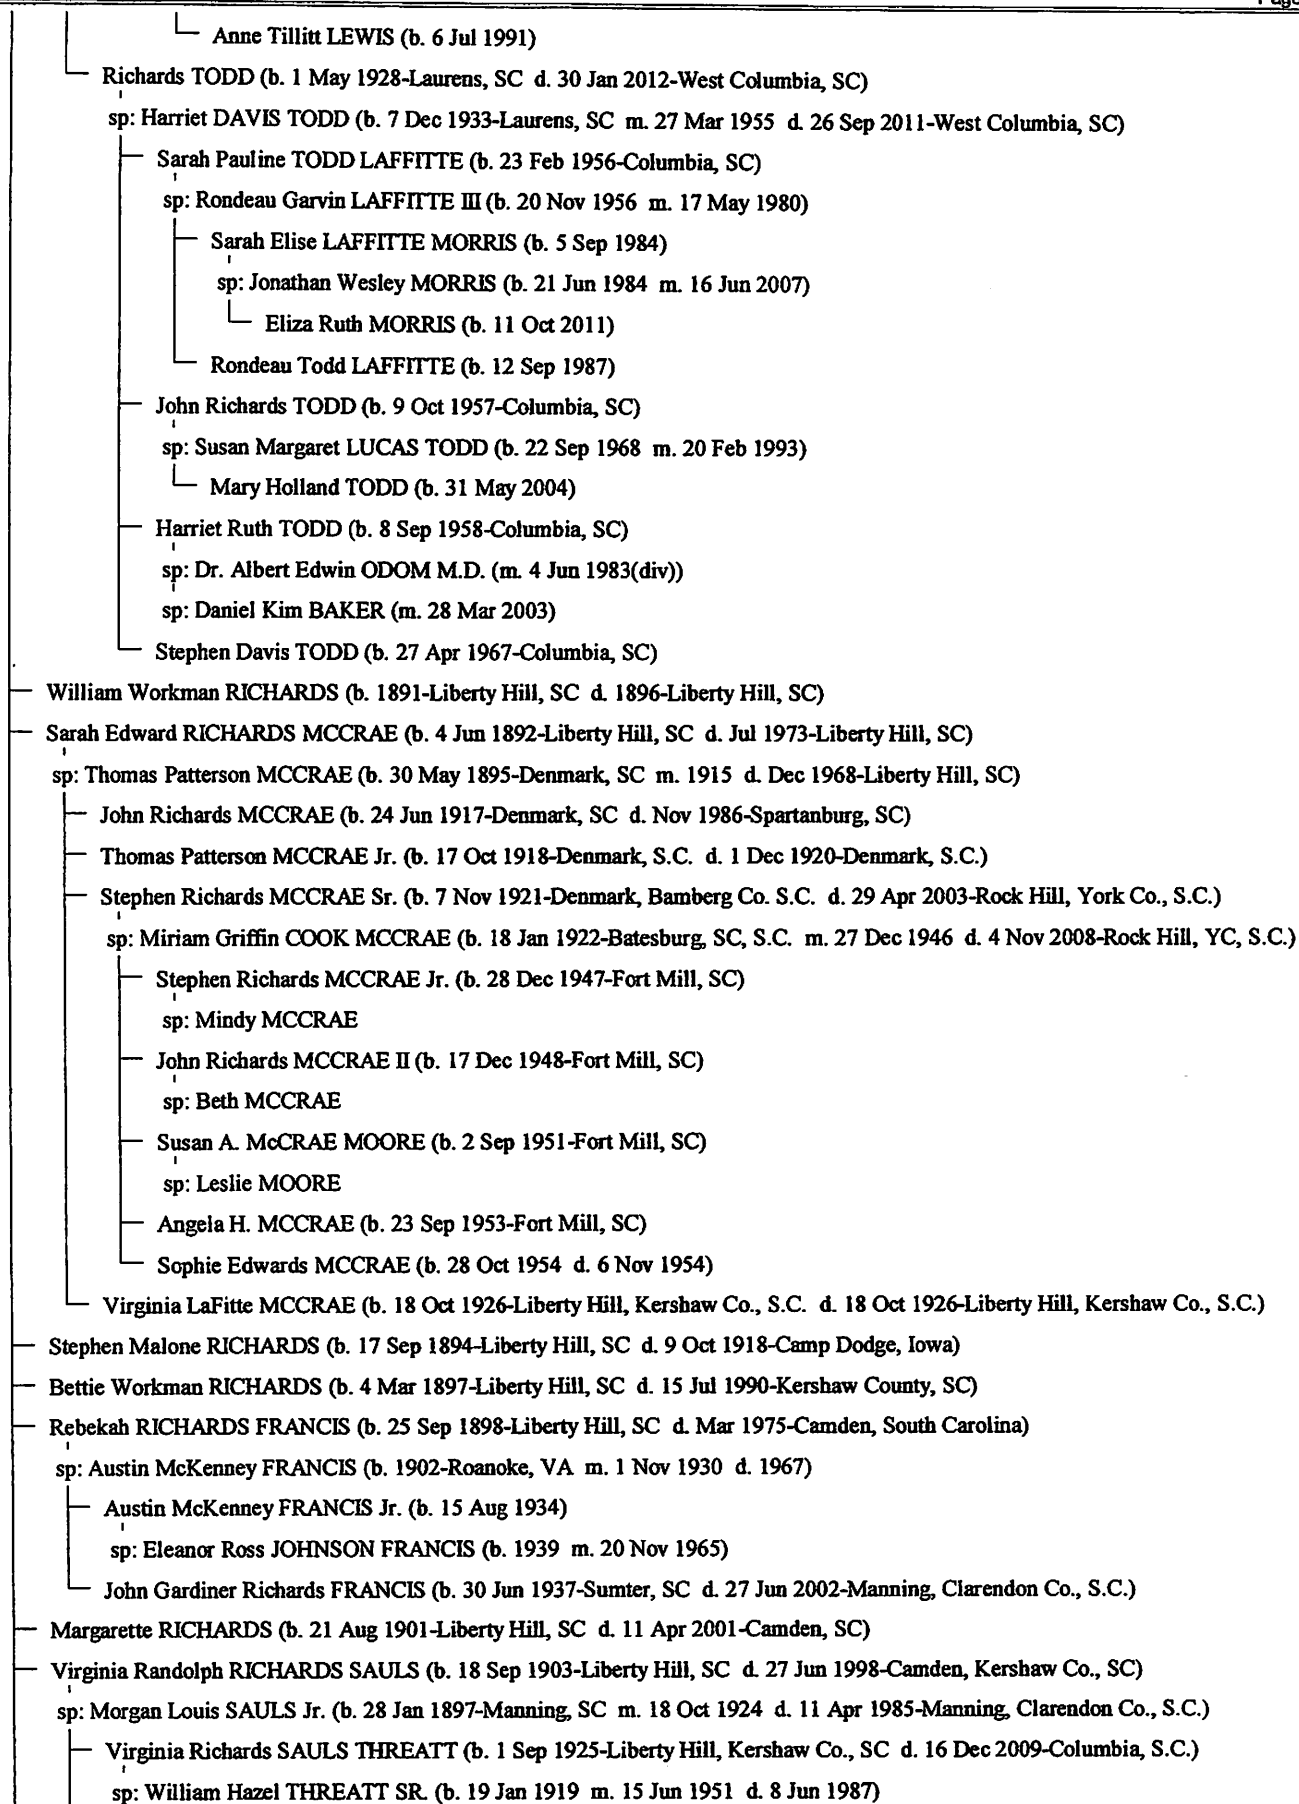 Anne Tillitt LEWIS (b. 6 Jul 1991)
Richards TODD (b. 1 May 1928-Laurens, SC d. 30 Jan 2012-West Columbia, SC)
sp: Harriet DAVIS TODD (b. 7 Dec 1933-Laurens, SC m. 27 Mar 1955 d. 26 Sep 2011-West Columbia, SC)
Sarah Pauline TODD LAFFITTE (b. 23 Feb 1956-Columbia, SC)
sp: Rondeau Garvin LAFFITTE III (b. 20 Nov 1956 m. 17 May 1980)
Sarah Elise LAFFITTE MORRIS (b. 5 Sep 1984)
sp: Jonathan Wesley MORRIS (b. 21 Jun 1984 m. 16 Jun 2007)
Eliza Ruth MORRIS (b. 11 Oct 2011)
Rondeau Todd LAFFITTE (b. 12 Sep 1987)
John Richards TODD (b. 9 Oct 1957-Columbia, SC)
sp: Susan Margaret LUCAS TODD (b. 22 Sep 1968 m. 20 Feb 1993)
Mary Holland TODD (b. 31 May 2004)
Harriet Ruth TODD (b. 8 Sep 1958-Columbia, SC)
sp: Dr. Albert Edwin ODOM M.D. (m. 4 Jun 1983(div))
sp: Daniel Kim BAKER (m. 28 Mar 2003)
Stephen Davis TODD (b. 27 Apr 1967-Columbia, SC)
William Workman RICHARDS (b. 1891-Liberty Hill, SC d. 1896-Liberty Hill, SC)
Sarah Edward RICHARDS MCCRAE (b. 4 Jun 1892-Liberty Hill, SC d. Jul 1973-Liberty Hill, SC)
sp: Thomas Patterson MCCRAE (b. 30 May 1895-Denmark, SC m. 1915 d. Dec 1968-Liberty Hill, SC)
John Richards MCCRAE (b. 24 Jun 1917-Denmark, SC d. Nov 1986-Spartanburg, SC)
Thomas Patterson MCCRAE Jr. (b. 17 Oct 1918-Denmark, S.C. d. 1 Dec 1920-Denmark, S.C.)
Stephen Richards MCCRAE Sr. (b. 7 Nov 1921-Denmark, Bamberg Co. S.C. d. 29 Apr 2003-Rock Hill, York Co., S.C.)
sp: Miriam Griffin COOK MCCRAE (b. 18 Jan 1922-Batesburg, SC, S.C. m. 27 Dec 1946 d. 4 Nov 2008-Rock Hill, YC, S.C.)
Stephen Richards MCCRAE Jr. (b. 28 Dec 1947-Fort Mill, SC)
sp: Mindy MCCRAE
John Richards MCCRAE II (b. 17 Dec 1948-Fort Mill, SC)
sp: Beth MCCRAE
Susan A. McCRAE MOORE (b. 2 Sep 1951-Fort Mill, SC)
sp: Leslie MOORE
Angela H. MCCRAE (b. 23 Sep 1953-Fort Mill, SC)
Sophie Edwards MCCRAE (b. 28 Oct 1954 d. 6 Nov 1954)
Virginia LaFitte MCCRAE (b. 18 Oct 1926-Liberty Hill, Kershaw Co., S.C. d. 18 Oct 1926-Liberty Hill, Kershaw Co., S.C.)
Stephen Malone RICHARDS (b. 17 Sep 1894-Liberty Hill, SC d. 9 Oct 1918-Camp Dodge, Iowa)
Bettie Workman RICHARDS (b. 4 Mar 1897-Liberty Hill, SC d. 15 Jul 1990-Kershaw County, SC)
Rebekah RICHARDS FRANCIS (b. 25 Sep 1898-Liberty Hill, SC d. Mar 1975-Camden, South Carolina)
sp: Austin McKenney FRANCIS (b. 1902-Roanoke, VA m. 1 Nov 1930 d. 1967)
Austin McKenney FRANCIS Jr. (b. 15 Aug 1934)
sp: Eleanor Ross JOHNSON FRANCIS (b. 1939 m. 20 Nov 1965)
John Gardiner Richards FRANCIS (b. 30 Jun 1937-Sumter, SC d. 27 Jun 2002-Manning, Clarendon Co., S.C.)
Margarette RICHARDS (b. 21 Aug 1901-Liberty Hill, SC d. 11 Apr 2001-Camden, SC)
Virginia Randolph RICHARDS SAULS (b. 18 Sep 1903-Liberty Hill, SC d. 27 Jun 1998-Camden, Kershaw Co., SC)
sp: Morgan Louis SAULS Jr. (b. 28 Jan 1897-Manning, SC m. 18 Oct 1924 d. 11 Apr 1985-Manning, Clarendon Co., S.C.)
Virginia Richards SAULS THREATT (b. 1 Sep 1925-Liberty Hill, Kershaw Co., SC d. 16 Dec 2009-Columbia, S.C.)
sp: William Hazel THREATT SR. (b. 19 Jan 1919 m. 15 Jun 1951 d. 8 Jun 1987)